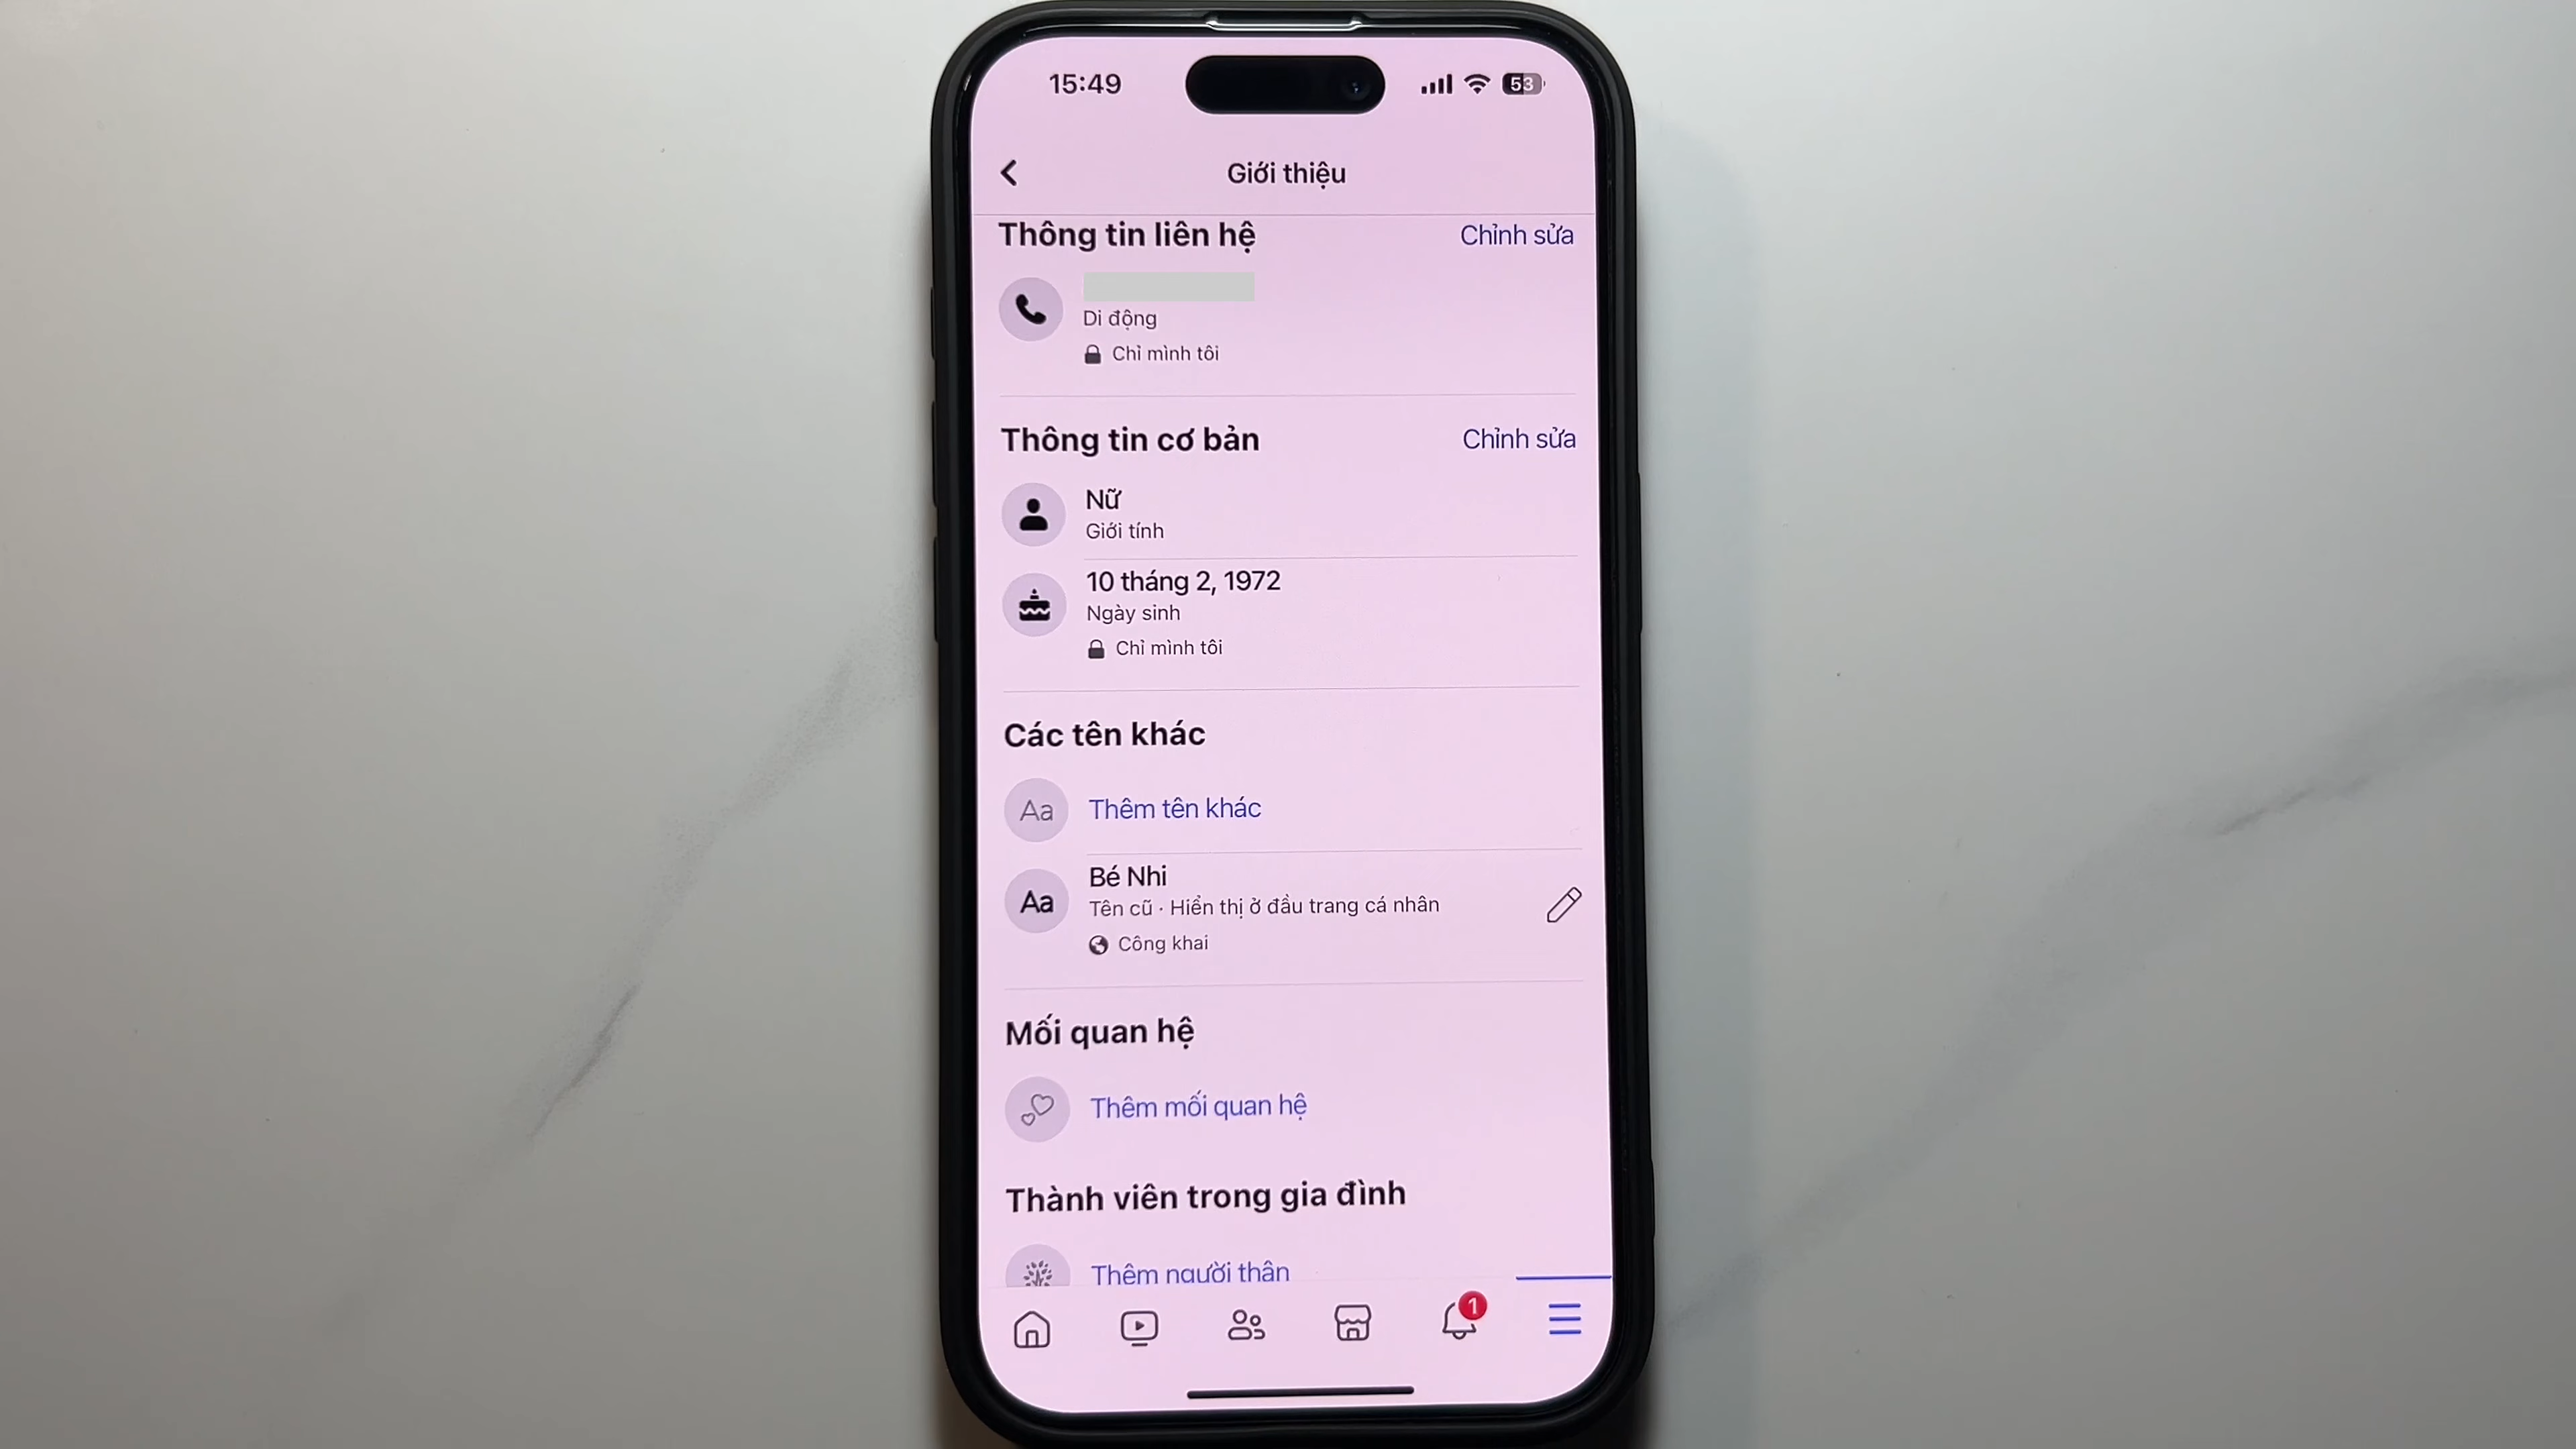 15:49
53
Giới thiệu
Thông tin liên hệ
Chỉnh sửa
Di động
Chỉ mình tôi
Thông tin cơ bản
Chỉnh sửa
Nữ
Giới tính
10 tháng 2, 1972
Ngày sinh
Chỉ mình tôi
Các tên khác
Aa
Thêm tên khác
Aa
Bé Nhi
Tên cũ · Hiển thị ở đầu trang cá nhân
Công khai
Mối quan hệ
Thêm mối quan hệ
Thành viên trong gia đình
Thêm người thân
1